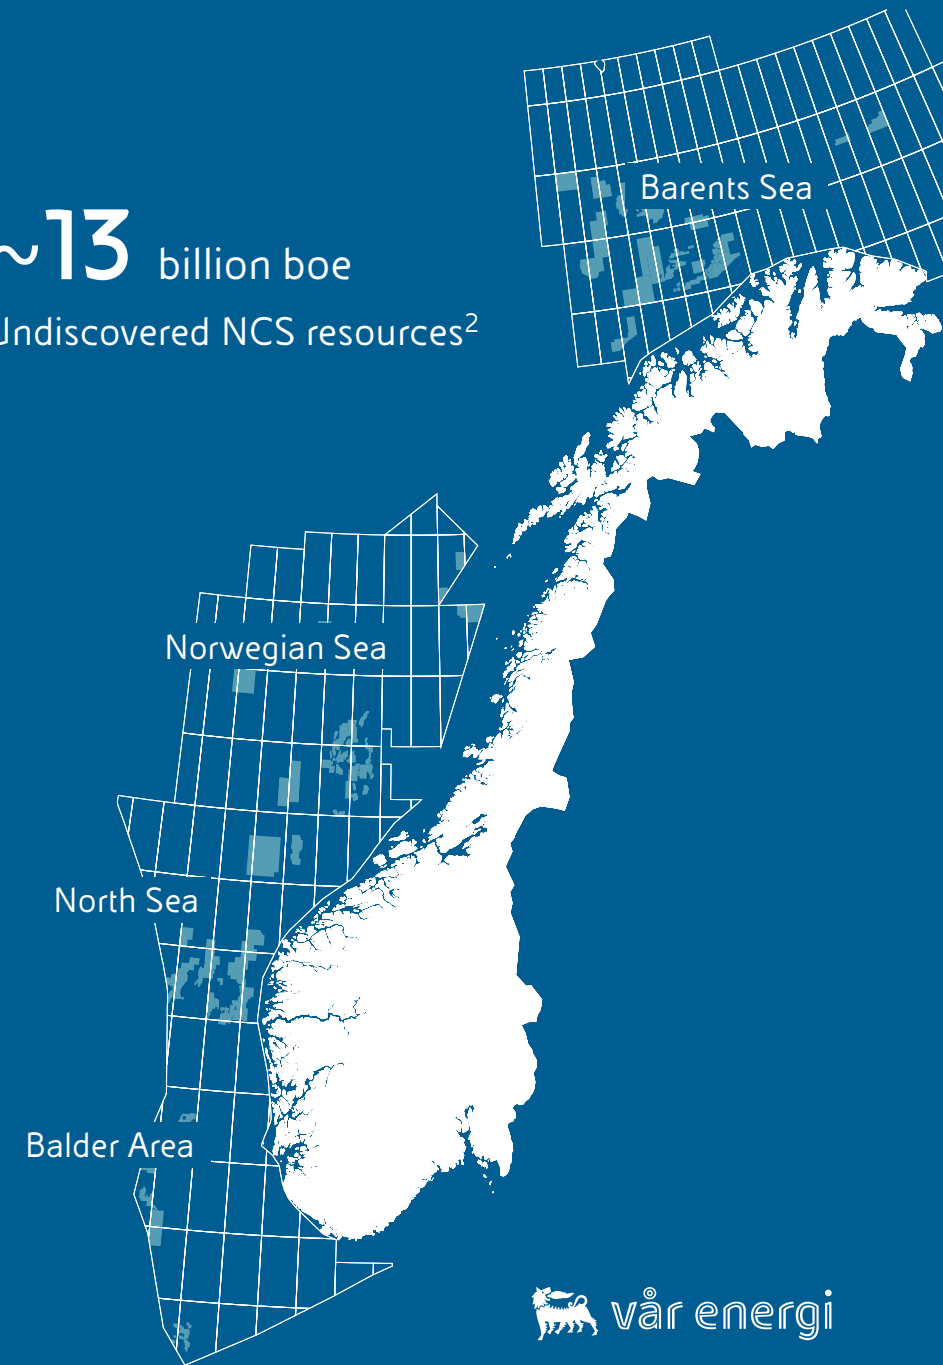 Barents Sea
~13 billion boe
Undiscovered NCS resources²
Norwegian Sea
North Sea
Balder Area
vår energi